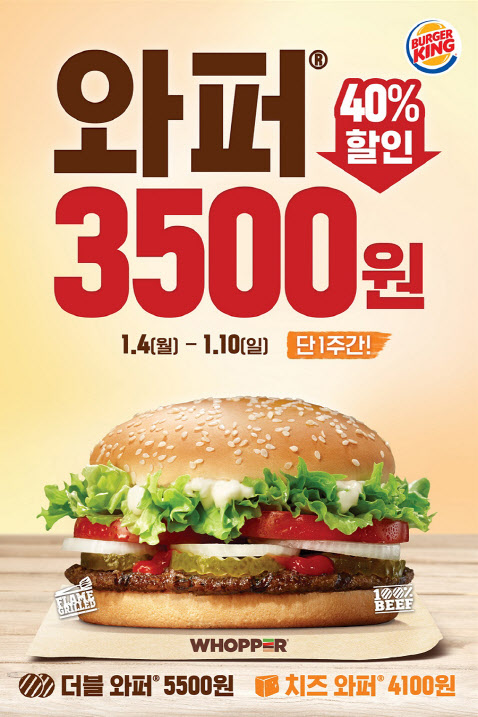 BURGER
KING
와퍼®
40%
할인
3500원
1.4(월) - 1.10(일) 단 1주간!
FLAME
GRILLED
100%
BEEF
WHOPPER®
더블 와퍼® 5500원 치즈 와퍼® 4100원